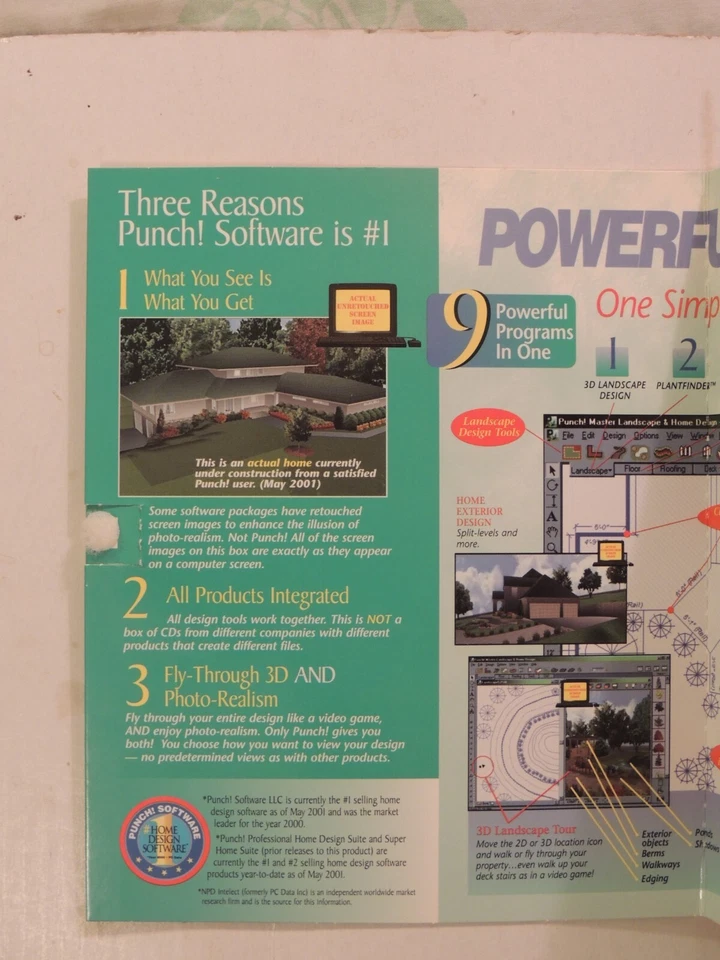 Three Reasons
Punch! Software is #1
1 What You See Is
What You Get
ACTUAL
UNRETOUCHED
SCREEN
IMAGE
This is an actual home currently
under construction from a satisfied
Punch! user. (May 2001)
Some software packages have retouched
screen images to enhance the illusion of
photo-realism. Not Punch! All of the screen
images on this box are exactly as they appear
on a computer screen.
2 All Products Integrated
All design tools work together. This is NOT a
box of CDs from different companies with different
products that create different files.
3 Fly-Through 3D AND
Photo-Realism
Fly through your entire design like a video game,
AND enjoy photo-realism. Only Punch! gives you
both! You choose how you want to view your design
— no predetermined views as with other products.
PUNCH! SOFTWARE
1
HOME
DESIGN
SOFTWARE
*Punch! Software LLC is currently the #1 selling home
design software as of May 2001 and was the market
leader for the year 2000.
*Punch! Professional Home Design Suite and Super
Home Suite (prior releases to this product) are
currently the #1 and #2 selling home design software
products year-to-date as of May 2001.
*NPD Intelect (formerly PC Data Inc) is an independent worldwide market
research firm and is the source for this information.
POWERFU
One Simp
9 Powerful
Programs
In One
1
3D LANDSCAPE
DESIGN
2
PLANTFINDER™
Landscape
Design Tools
Punch! Master Landscape & Home Design
File Edit Design Options View Window
Landscape Floor Roofing
HOME
EXTERIOR
DESIGN
Split-levels and
more.
3D Landscape Tour
Move the 2D or 3D location icon
and walk or fly through your
property...even walk up your
deck stairs as in a video game!
Exterior
objects
Berms
Walkways
Edging